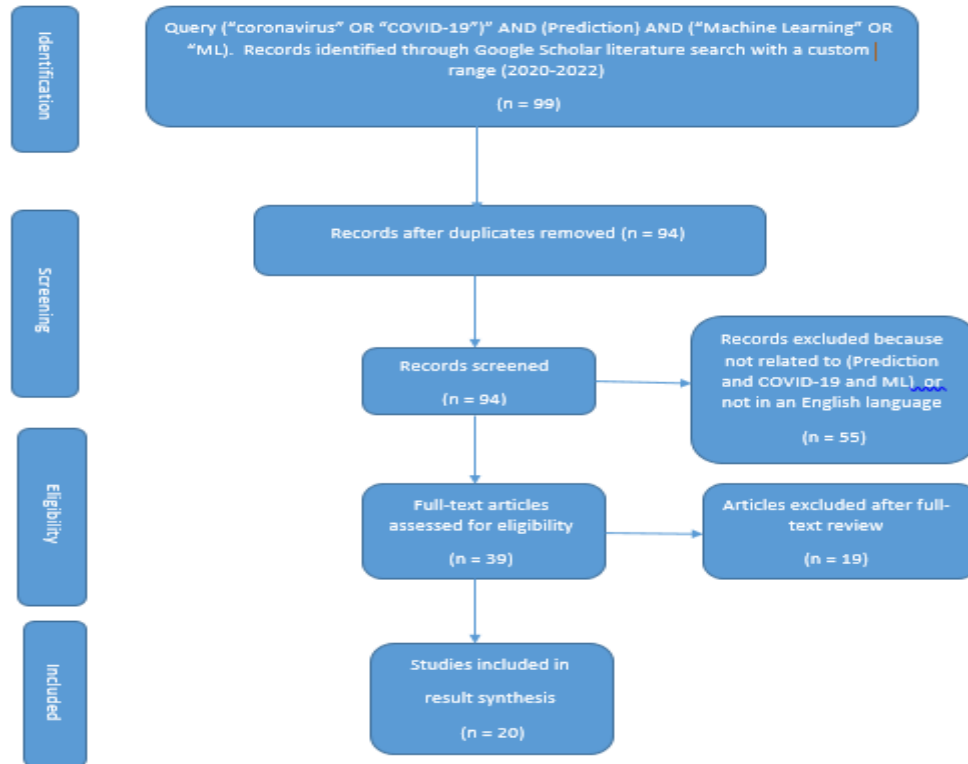 Identification
Query (“coronavirus” OR “COVID-19”)” AND (Prediction} AND {“Machine Learning” OR
“ML). Records identified through Google Scholar literature search with a custom
range (2020-2022)
(n = 99)
Screening
Records after duplicates removed (n = 94)
Records screened
(n = 94)
Records excluded because
not related to (Prediction
and COVID-19 and ML) or
not in an English language
(n = 55)
Eligibility
Full-text articles
assessed for eligibility
(n = 39)
Articles excluded after full-
text review
(n = 19)
Included
Studies included in
result synthesis
(n = 20)